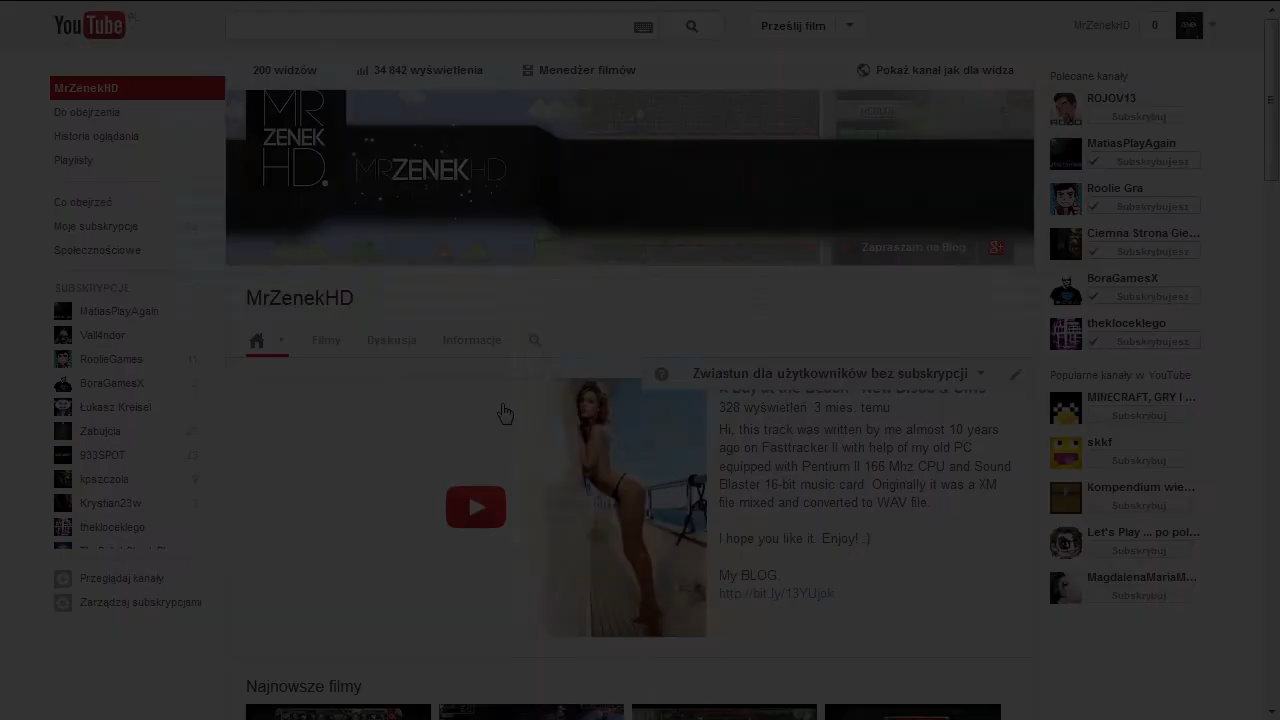 YouTube PL
Prześlij film
MrZenekHD
0
200 widzów
34 842 wyświetlenia
Menedżer filmów
Pokaż kanał jak dla widza
MrZenekHD
Do obejrzenia
Historia oglądania
Playlisty
Co obejrzeć
Moje subskrypcje
Społecznościowe
SUBSKRYPCJE
MatiasPlayAgain
Vall4ndor
RoolieGames
BoraGamesX
Łukasz Kreisel
Zabujcia
933SPOT
kpszczola
Krystian23w
thekloceklego
Przeglądaj kanały
Zarządzaj subskrypcjami
MR
ZENEK
HD.
MRZENEKHD
Zapraszam na Blog
MrZenekHD
Filmy
Dyskusja
Informacje
Zwiastun dla użytkowników bez subskrypcji
328 wyświetleń 3 mies. temu
Hi, this track was written by me almost 10 years
ago on Fasttracker II with help of my old PC
equipped with Pentium II 166 Mhz CPU and Sound
Blaster 16-bit music card. Originally it was a XM
file mixed and converted to WAV file.
I hope you like it. Enjoy! :)
My BLOG:
http://bit.ly/13YUjok
Najnowsze filmy
Polecane kanały
ROJOV13
Subskrybuj
MatiasPlayAgain
Subskrybujesz
Roolie Gra
Subskrybujesz
Ciemna Strona Gie...
Subskrybujesz
BoraGamesX
Subskrybujesz
thekloceklego
Subskrybujesz
Popularne kanały w YouTube
MINECRAFT, GRY I ...
Subskrybuj
skkf
Subskrybuj
Kompendium wie...
Subskrybuj
Let's Play ... po pol...
Subskrybuj
MagdalenaMariaM...
Subskrybuj